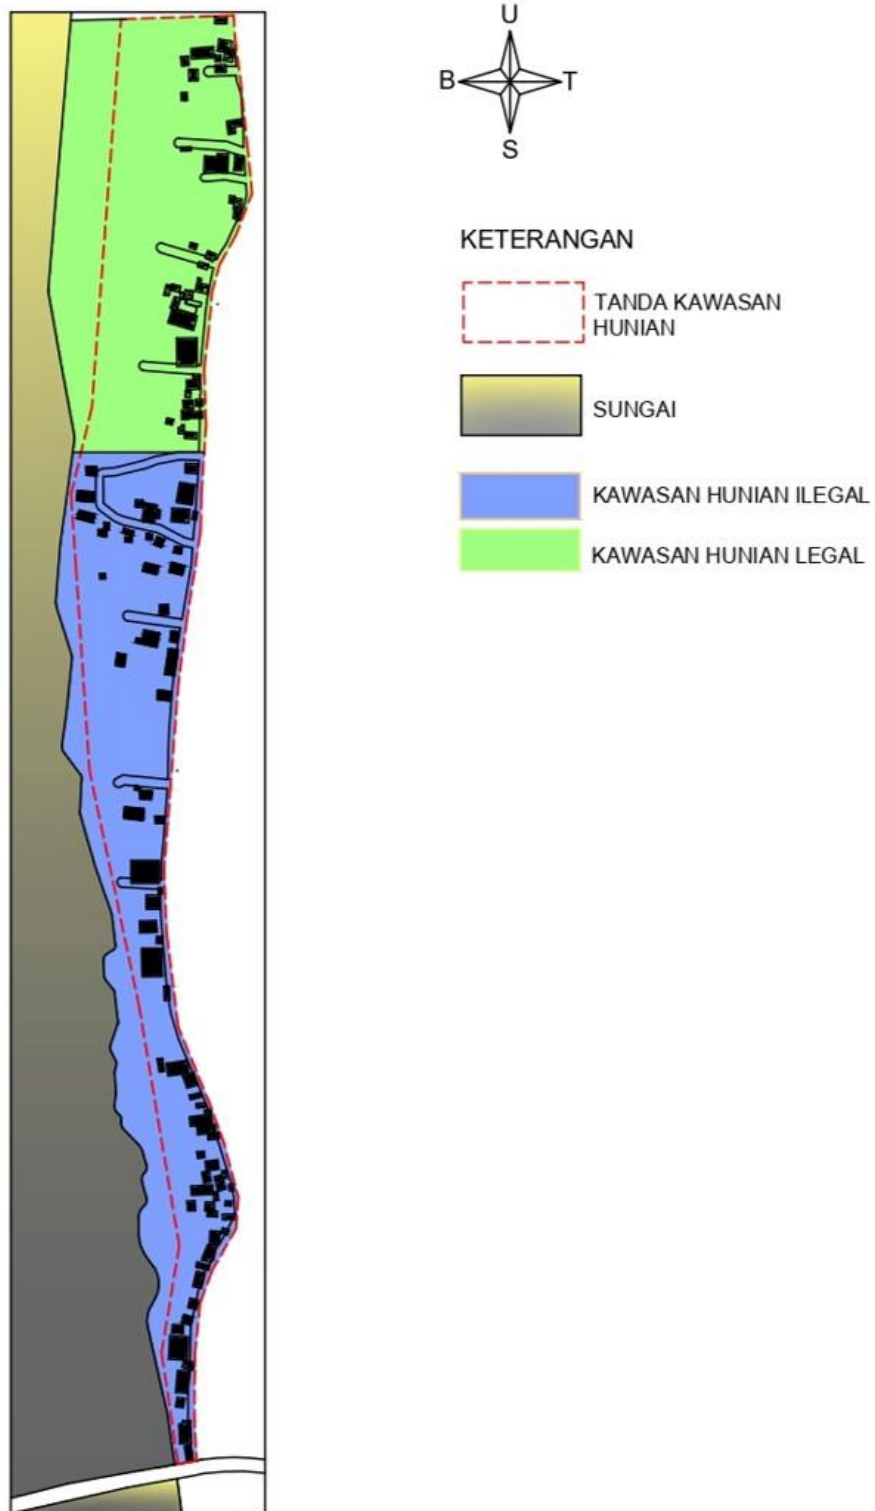 U
B T
S
KETERANGAN
TANDA KAWASAN
HUNIAN
SUNGAI
KAWASAN HUNIAN ILEGAL
KAWASAN HUNIAN LEGAL